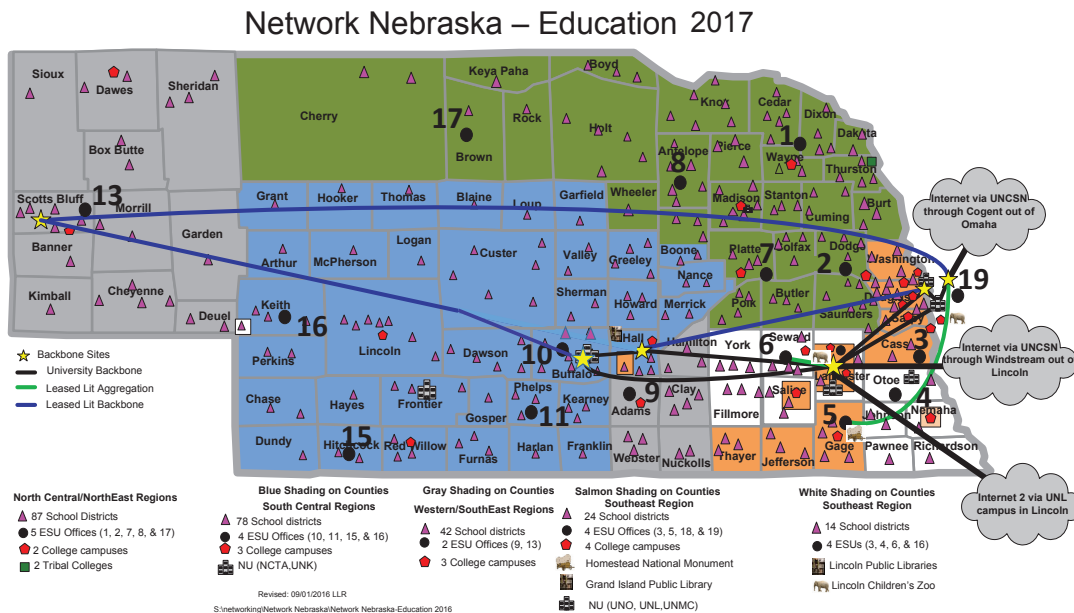 Network Nebraska – Education 2017
Sioux
Dawes
Sheridan
Box Butte
Scotts Bluff
13
Morrill
Banner
Garden
Kimball
Cheyenne
Deuel
Cherry
Keya Paha
Boyd
17
Brown
Rock
Holt
Knox
Cedar
Dixon
Dakota
1
Antelope
8
Pierce
Wayne
Thurston
Grant
Hooker
Thomas
Blaine
Loup
Garfield
Wheeler
Madison
Stanton
Cuming
Burt
Arthur
McPherson
Logan
Custer
Valley
Greeley
Boone
Nance
Platte
7
Colfax
2
Dodge
Washington
Keith
16
Sherman
Howard
Merrick
Polk
Butler
Saunders
Douglas
Sarpy
19
Perkins
Lincoln
Dawson
10
Buffalo
Hall
Hamilton
York
Seward
6
Lancaster
Cass
3
Otoe
Chase
Hayes
Frontier
Gosper
Phelps
11
Kearney
Adams
9
Clay
Fillmore
Saline
5
Gage
Johnson
4
Nemaha
Dundy
Hitchcock
15
Red Willow
Furnas
Harlan
Franklin
Webster
Nuckolls
Thayer
Jefferson
Pawnee
Richardson
Internet via UNCSN
through Cogent out of
Omaha
Internet via UNCSN
through Windstream out of
Lincoln
Internet 2 via UNL
campus in Lincoln
Backbone Sites
University Backbone
Leased Lit Aggregation
Leased Lit Backbone
North Central/NorthEast Regions
87 School Districts
5 ESU Offices (1, 2, 7, 8, & 17)
2 College campuses
2 Tribal Colleges
Blue Shading on Counties
South Central Regions
78 School districts
4 ESU Offices (10, 11, 15, & 16)
3 College campuses
NU (NCTA,UNK)
Gray Shading on Counties
Western/SouthEast Regions
42 School districts
2 ESU Offices (9, 13)
3 College campuses
Salmon Shading on Counties
Southeast Region
24 School districts
4 ESU Offices (3, 5, 18, & 19)
4 College campuses
Homestead National Monument
Grand Island Public Library
NU (UNO, UNL,UNMC)
White Shading on Counties
Southeast Region
14 School districts
4 ESUs (3, 4, 6, & 16)
Lincoln Public Libraries
Lincoln Children's Zoo
Revised: 09/01/2016 LLR
S:\networking\Network Nebraska\Network Nebraska-Education 2016